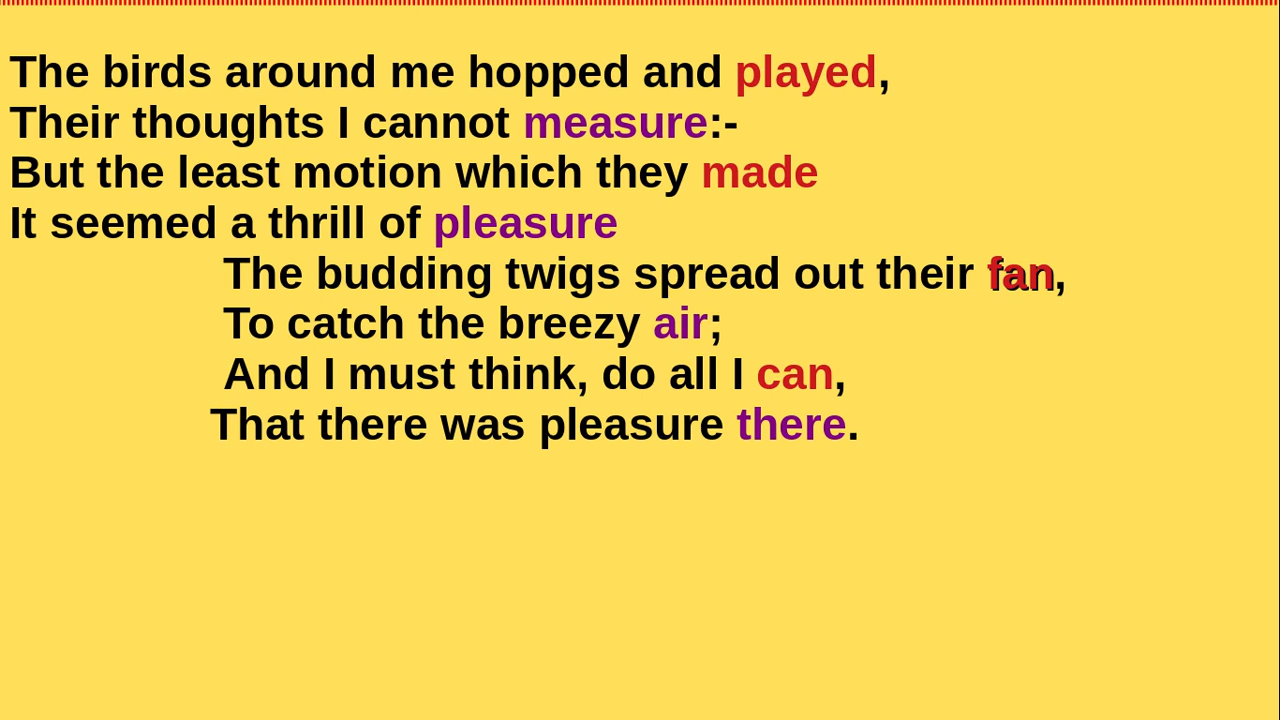 The birds around me hopped and played,
Their thoughts I cannot measure:-
But the least motion which they made
It seemed a thrill of pleasure
The budding twigs spread out their fan,
To catch the breezy air;
And I must think, do all I can,
That there was pleasure there.